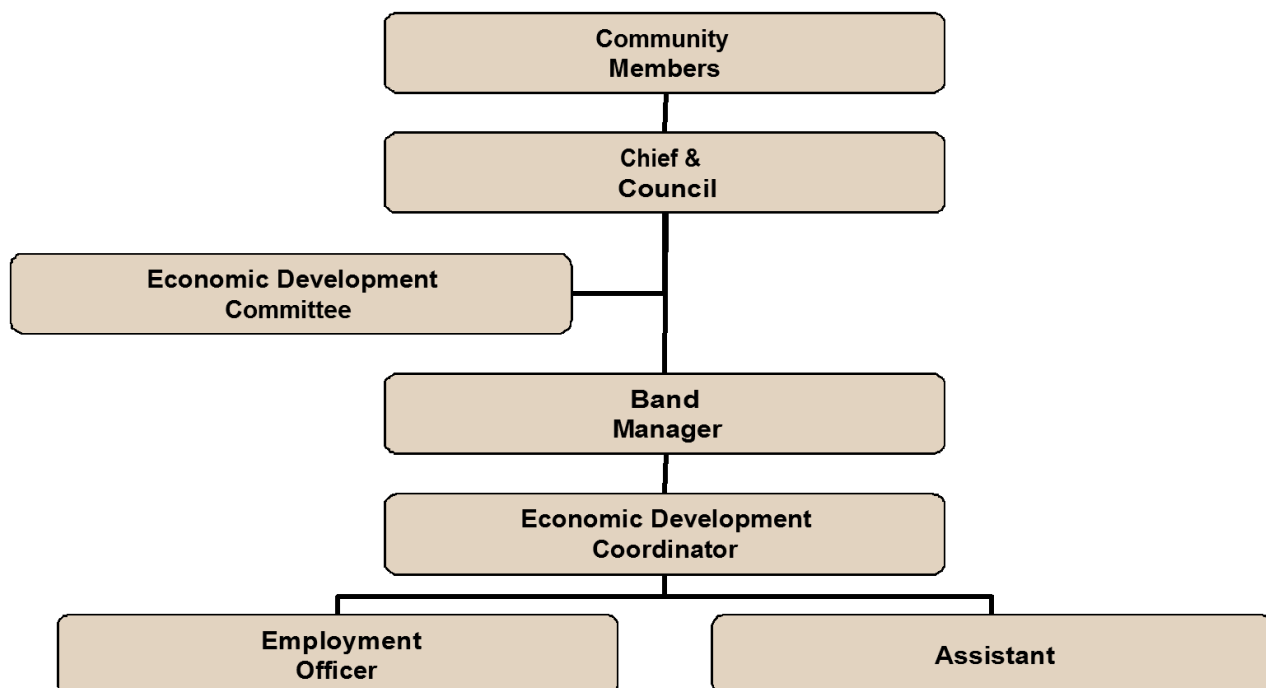 Community
Members
Chief &
Council
Economic Development
Committee
Band
Manager
Economic Development
Coordinator
Employment
Officer
Assistant